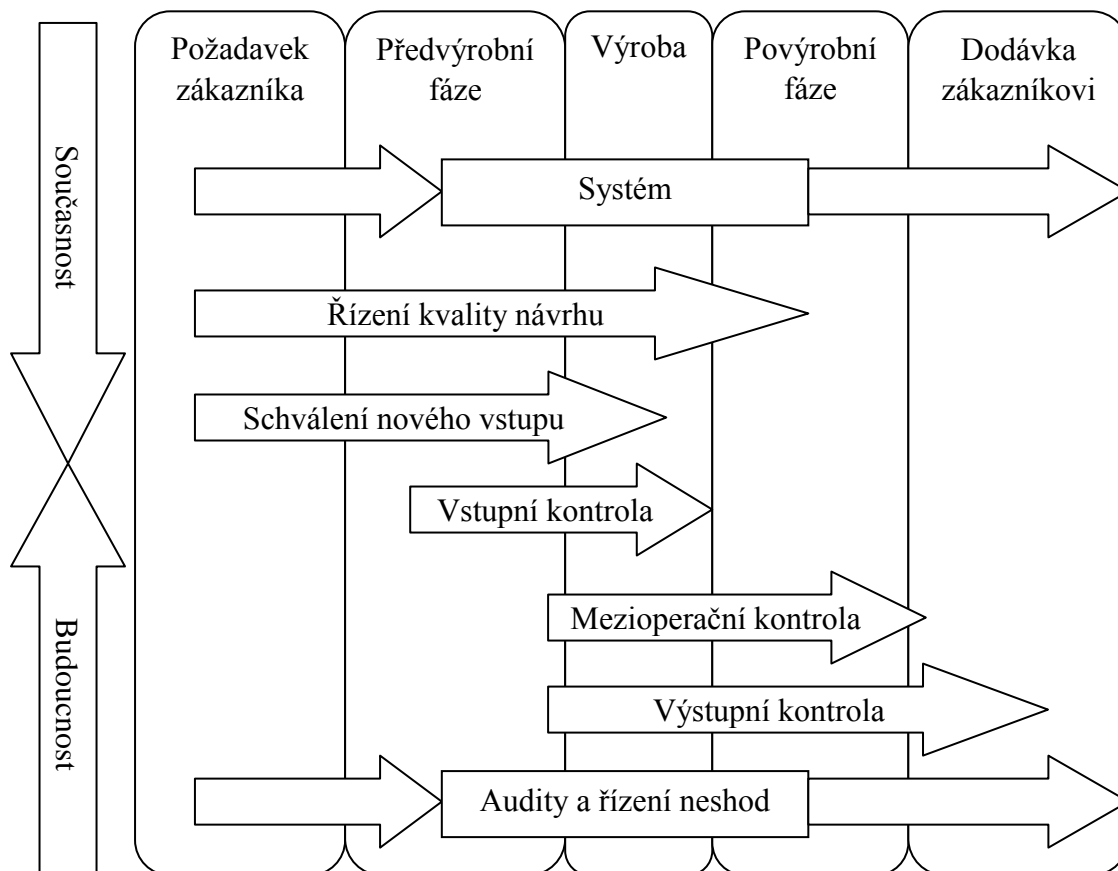 Požadavek
zákazníka
Předvýrobní
fáze
Výroba
Povýrobní
fáze
Dodávka
zákazníkovi
Současnost
Systém
Řízení kvality návrhu
Schválení nového vstupu
Vstupní kontrola
Mezioperační kontrola
Budoucnost
Výstupní kontrola
Audity a řízení neshod